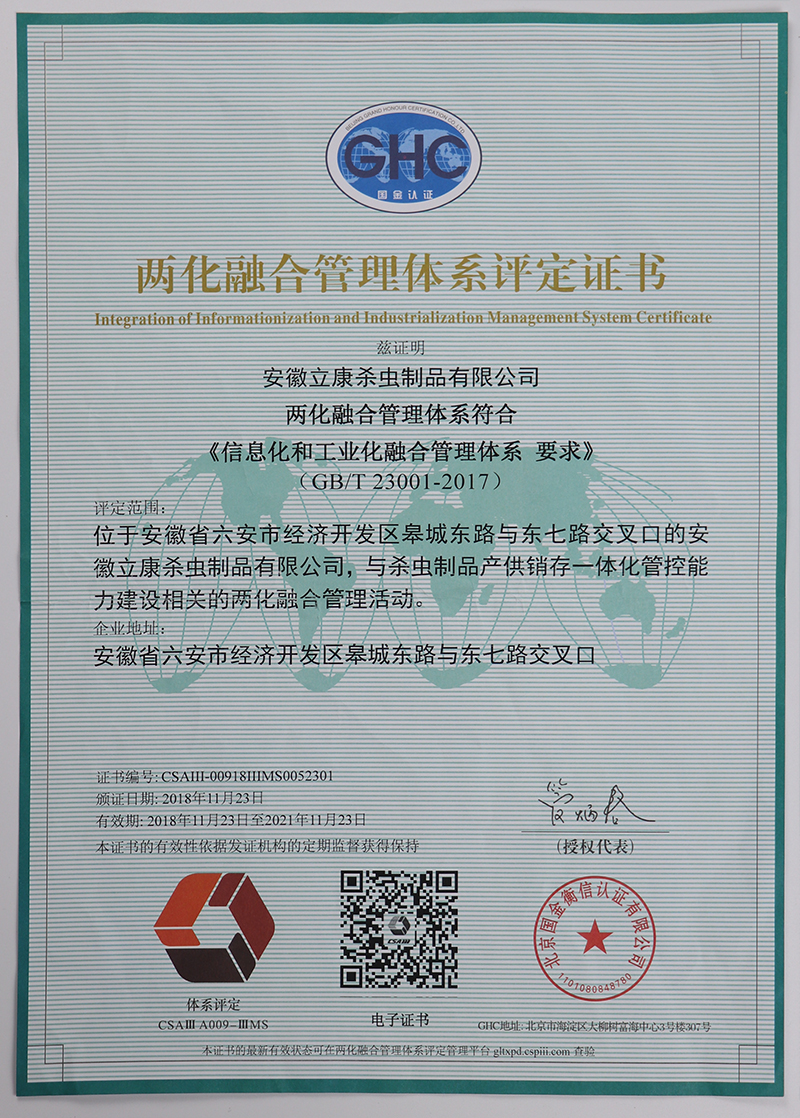 BEIJING GRAND HONOUR CERTIFICATION CO.,LTD
GHC
国金认证
两化融合管理体系评定证书
Integration of Informationization and Industrialization Management System Certificate
兹证明
安徽立康杀虫制品有限公司
两化融合管理体系符合
《信息化和工业化融合管理体系 要求》
（GB/T 23001-2017）
评定范围:
位于安徽省六安市经济开发区皋城东路与东七路交叉口的安
徽立康杀虫制品有限公司，与杀虫制品产供销存一体化管控能
力建设相关的两化融合管理活动。
企业地址:
安徽省六安市经济开发区皋城东路与东七路交叉口
证书编号: CSAIII-00918IIIMS0052301
颁证日期: 2018年11月23日
有效期: 2018年11月23日至2021年11月23日
本证书的有效性依据发证机构的定期监督获得保持
（授权代表）
体系评定
CSAⅢ A009-ⅢMS
CSAⅢ
电子证书
北京国金衡信认证有限公司
1101080848780
GHC地址: 北京市海淀区大柳树富海中心3号楼307号
本证书的最新有效状态可在两化融合管理体系评定管理平台 gltxpd.cspiii.com 查验